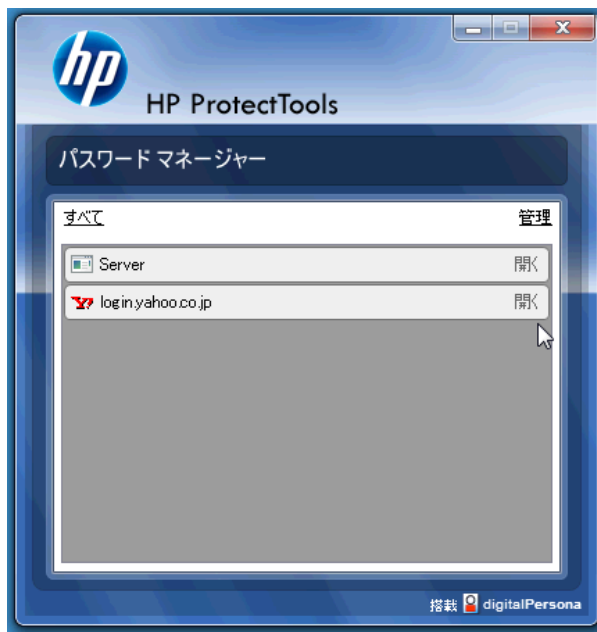 hp
HP ProtectTools
パスワード マネージャー
すべて 管理
Server 開く
Y? login.yahoo.co.jp 開く
搭載 digitalPersona